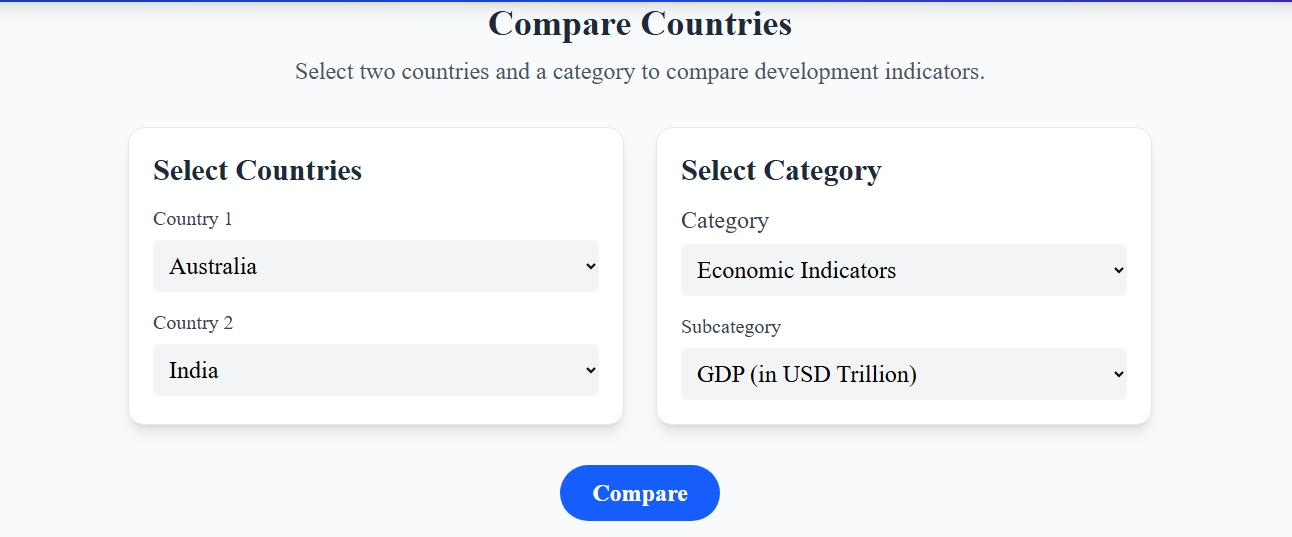 Compare Countries
Select two countries and a category to compare development indicators.
Select Countries
Country 1
Australia
Country 2
India
Select Category
Category
Economic Indicators
Subcategory
GDP (in USD Trillion)
Compare